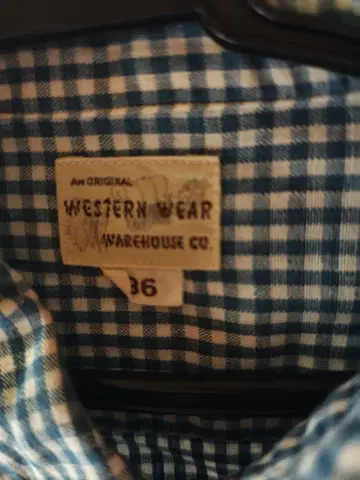 AN ORIGINAL
WESTERN WEAR
WAREHOUSE CO.
36